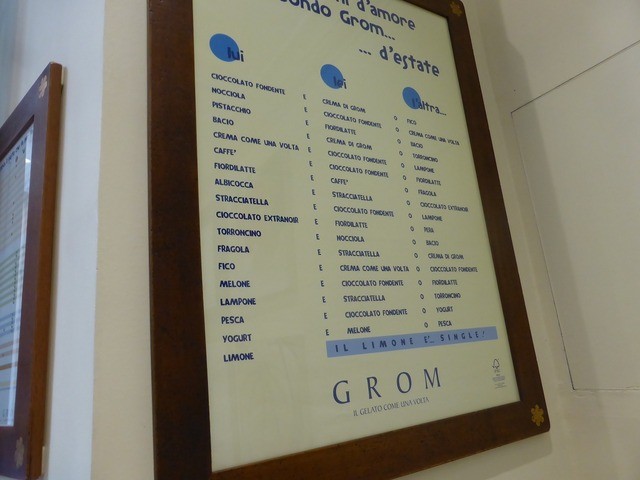 d'amore
condo Grom...
... d'estate
lui lei l'altra...
CIOCCOLATO FONDENTE E CREMA DI GROM O FICO
NOCCIOLA E CIOCCOLATO FONDENTE O CREMA COME UNA VOLTA
PISTACCHIO E FIORDILATTE O BACIO
BACIO E CREMA DI GROM O TORRONCINO
CREMA COME UNA VOLTA E CIOCCOLATO FONDENTE O LAMPONE
CAFFE' E CIOCCOLATO FONDENTE O FIORDILATTE
FIORDILATTE E CAFFE' O FRAGOLA
ALBICOCCA E STRACCIATELLA O CIOCCOLATO EXTRANOIR
STRACCIATELLA E CIOCCOLATO FONDENTE O LAMPONE
CIOCCOLATO EXTRANOIR E FIORDILATTE O PERA
TORRONCINO E NOCCIOLA O BACIO
FRAGOLA E STRACCIATELLA O CREMA DI GROM
FICO E CREMA COME UNA VOLTA O CIOCCOLATO FONDENTE
MELONE E CIOCCOLATO FONDENTE O FIORDILATTE
LAMPONE E STRACCIATELLA O TORRONCINO
PESCA E CIOCCOLATO FONDENTE O YOGURT
YOGURT E MELONE O PESCA
LIMONE IL LIMONE E' SINGLE!
GROM
IL GELATO COME UNA VOLTA